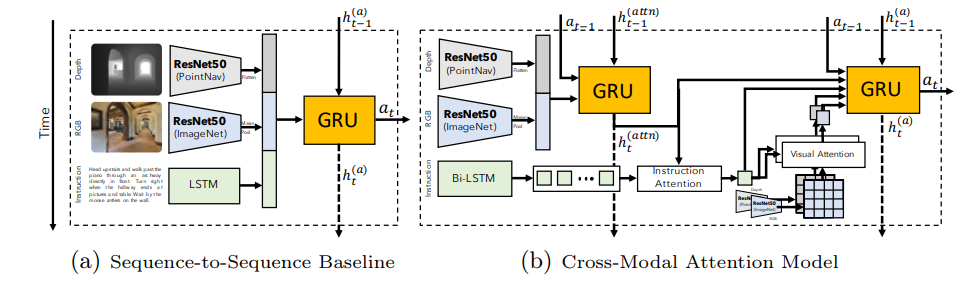 Time
Depth
RGB
Instruction
ResNet50
(PointNav)
Flatten
ResNet50
(ImageNet)
Mean
Pool
Head upstairs and walk past the
piano through an archway
directly in front. Turn right
when the hallway ends at
pictures and table. Wait by the
moose antlers on the wall.
LSTM
h_{t-1}^{(a)}
GRU
a_t
h_t^{(a)}
(a) Sequence-to-Sequence Baseline
Depth
RGB
Instruction
ResNet50
(PointNav)
Flatten
ResNet50
(ImageNet)
Mean
Pool
Bi-LSTM
a_{t-1}
h_{t-1}^{(attn)}
GRU
h_t^{(attn)}
Instruction
Attention
Visual Attention
Depth
ResNet50
(ImageNet)
RGB
a_{t-1}
h_{t-1}^{(a)}
GRU
a_t
h_t^{(a)}
(b) Cross-Modal Attention Model